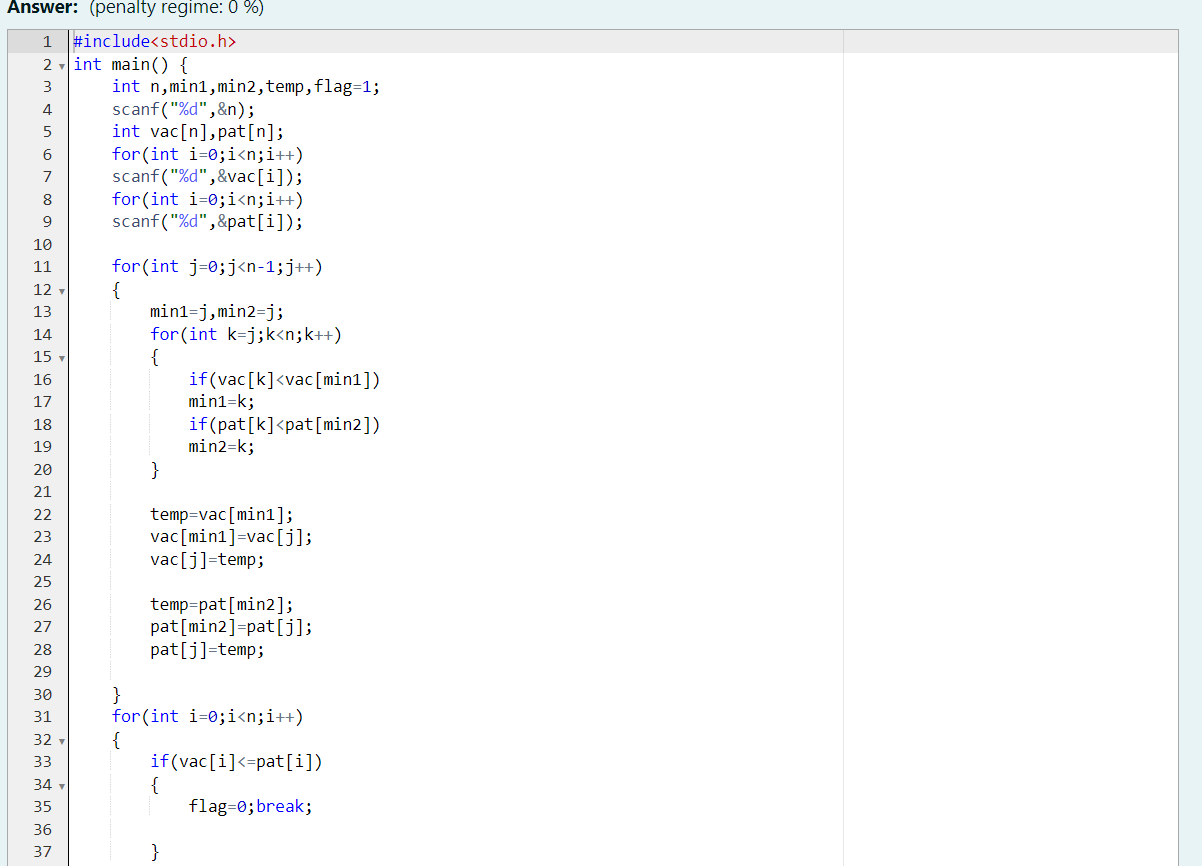 Answer: (penalty regime: 0 %)
1 #include<stdio.h>
2 int main() {
3 int n,min1,min2,temp,flag=1;
4 scanf("%d",&n);
5 int vac[n],pat[n];
6 for(int i=0;i<n;i++)
7 scanf("%d",&vac[i]);
8 for(int i=0;i<n;i++)
9 scanf("%d",&pat[i]);
10
11 for(int j=0;j<n-1;j++)
12 {
13 min1=j,min2=j;
14 for(int k=j;k<n;k++)
15 {
16 if(vac[k]<vac[min1])
17 min1=k;
18 if(pat[k]<pat[min2])
19 min2=k;
20 }
21
22 temp=vac[min1];
23 vac[min1]=vac[j];
24 vac[j]=temp;
25
26 temp=pat[min2];
27 pat[min2]=pat[j];
28 pat[j]=temp;
29
30 }
31 for(int i=0;i<n;i++)
32 {
33 if(vac[i]<=pat[i])
34 {
35 flag=0;break;
36
37 }